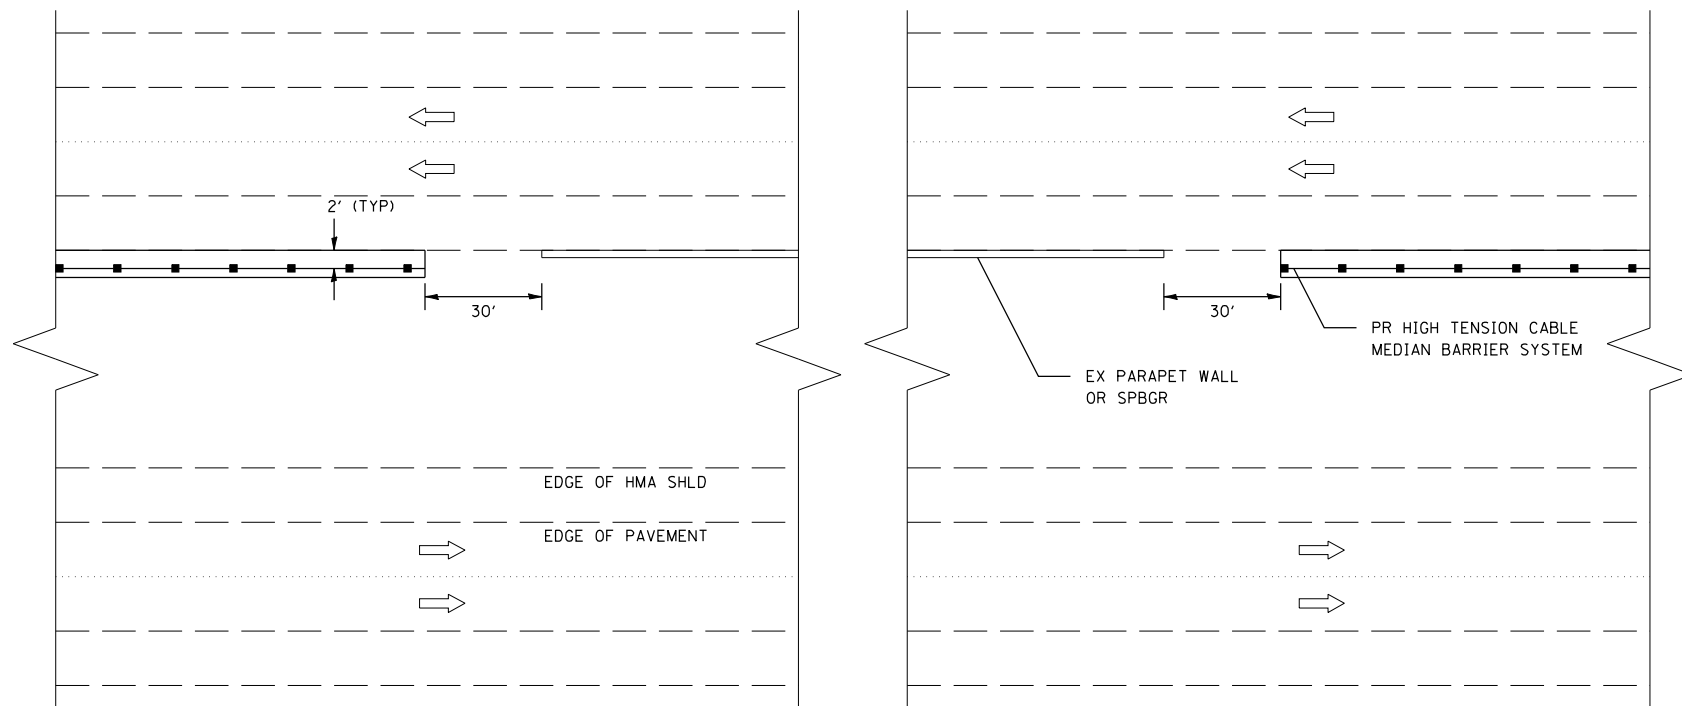 2' (TYP)
30'
EDGE OF HMA SHLD
EDGE OF PAVEMENT
30'
PR HIGH TENSION CABLE
MEDIAN BARRIER SYSTEM
EX PARAPET WALL
OR SPBGR